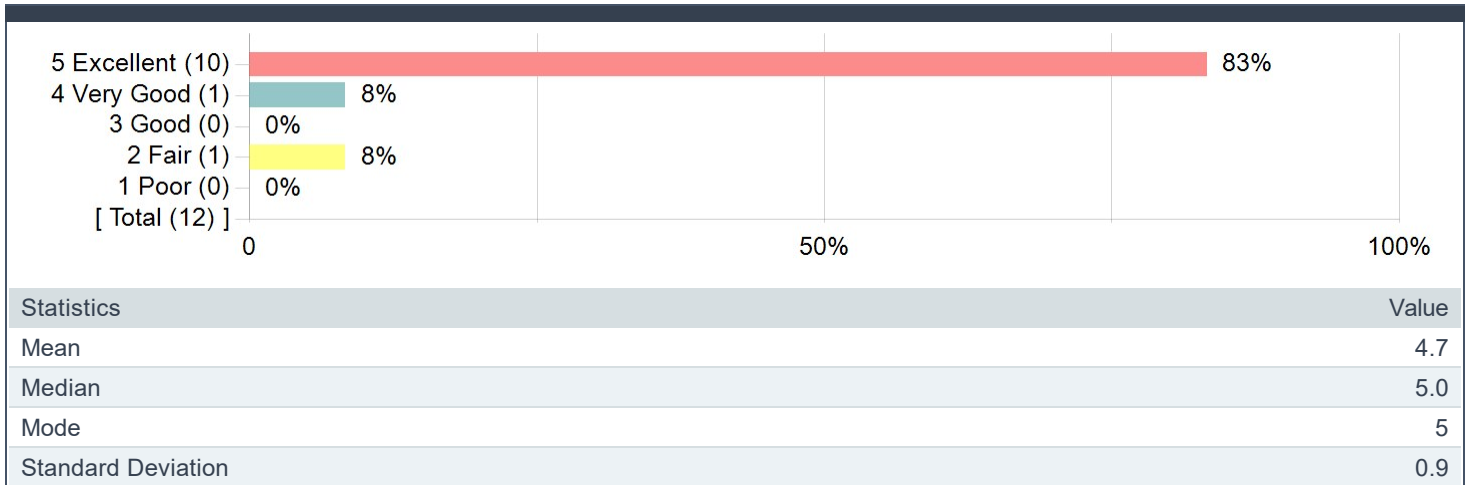 5 Excellent (10) 83%
4 Very Good (1) 8%
3 Good (0) 0%
2 Fair (1) 8%
1 Poor (0) 0%
[ Total (12) ]
0 50% 100%
Statistics Value
Mean 4.7
Median 5.0
Mode 5
Standard Deviation 0.9